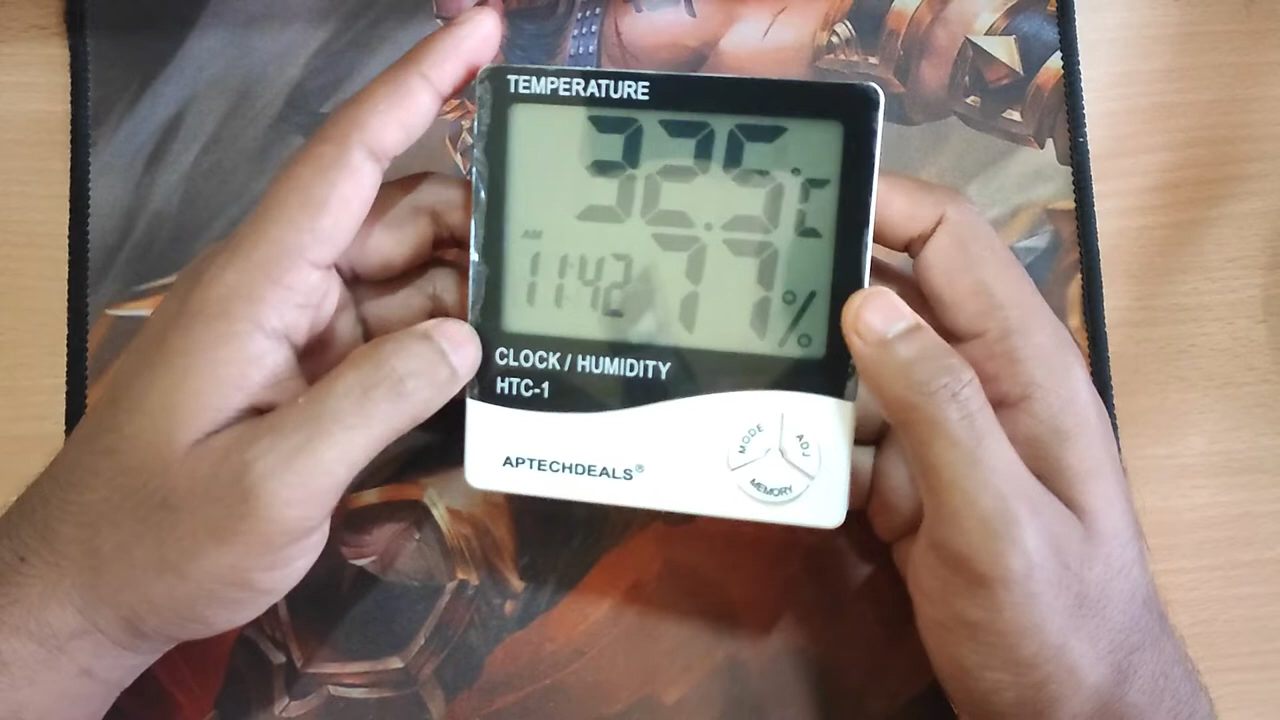 TEMPERATURE
32.5°C
AM
11:42
77%
CLOCK / HUMIDITY
HTC-1
APTECHDEALS®
MODE
ADJ
MEMORY